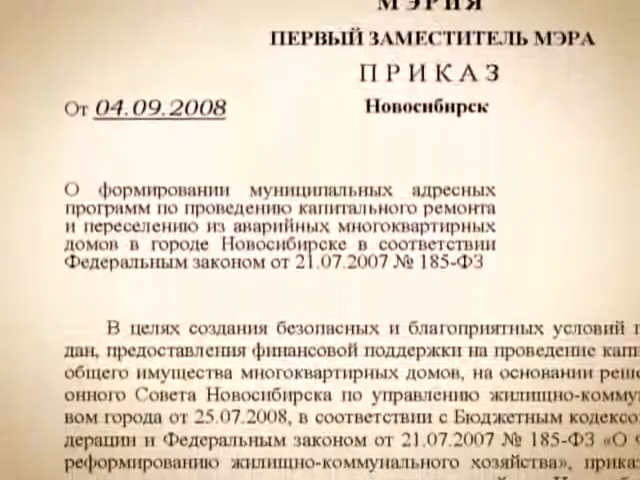 МЭРИЯ
ПЕРВЫЙ ЗАМЕСТИТЕЛЬ МЭРА
ПРИКАЗ
От 04.09.2008 Новосибирск
О формировании муниципальных адресных
программ по проведению капитального ремонта
и переселению из аварийных многоквартирных
домов в городе Новосибирске в соответствии
Федеральным законом от 21.07.2007 № 185-ФЗ
В целях создания безопасных и благоприятных условий
дан, предоставления финансовой поддержки на проведение капи
общего имущества многоквартирных домов, на основании реше
онного Совета Новосибирска по управлению жилищно-комму
вом города от 25.07.2008, в соответствии с Бюджетным кодексо
дерации и Федеральным законом от 21.07.2007 № 185-ФЗ «О
реформированию жилищно-коммунального хозяйства», приказ